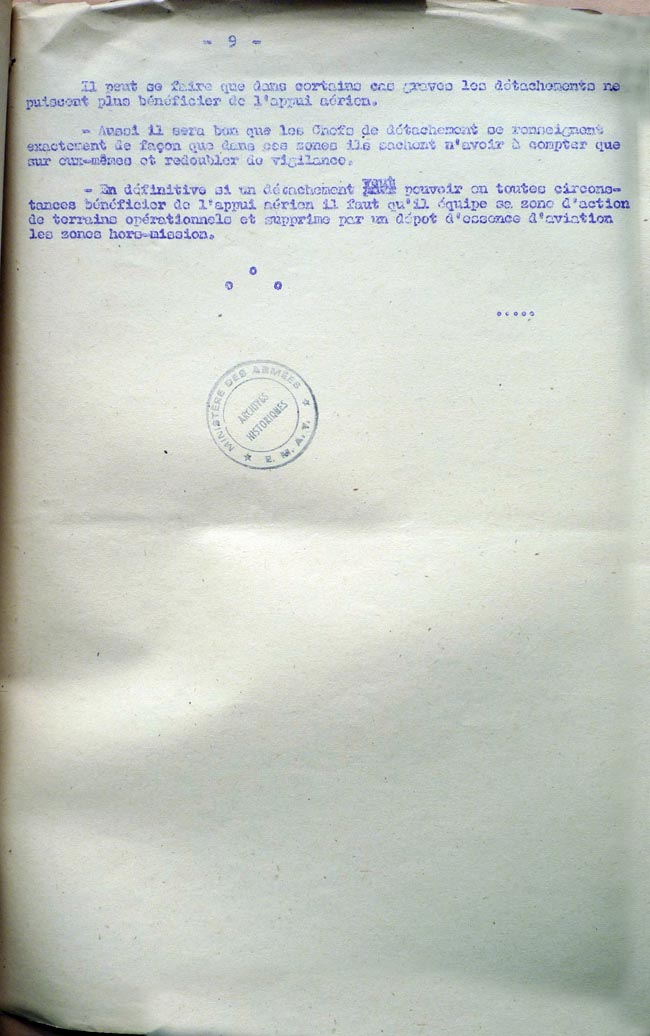 - 9 -
Il peut se faire que dans certains cas graves les détachements ne
puissent plus bénéficier de l'appui aérien.
- Aussi il sera bon que les Chefs de détachement se renseignent
exactement de façon que dans ces zones ils sachent n'avoir à compter que
sur eux-mêmes et redoubler de vigilance.
- En définitive si un détachement veut pouvoir en toutes circons-
tances bénéficier de l'appui aérien il faut qu'il équipe sa zone d'action
de terrains opérationnels et supprime par un dépot d'essence d'aviation
les zones hors-mission.
o
o o
.....
MINISTÈRE DES ARMÉES
ARCHIVES
HISTORIQUES
★ E. M. A. T. ★